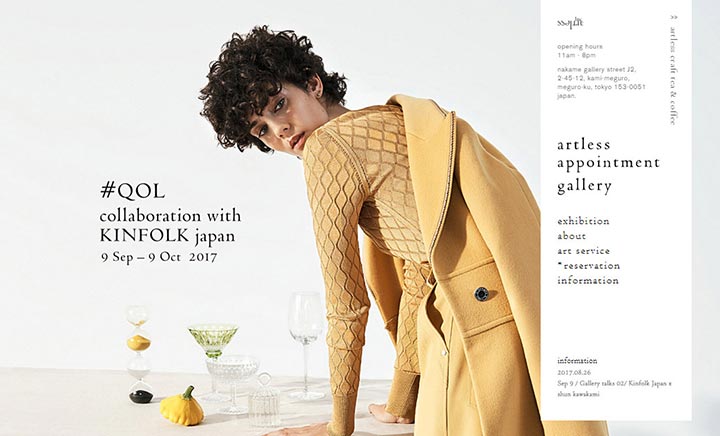 #QOL
collaboration with
KINFOLK japan
9 Sep – 9 Oct 2017
opening hours
11am - 8pm
nakame gallery street J2,
2-45-12, kami-meguro,
meguro-ku, tokyo 153-0051
japan.
artless craft tea & coffee
artless
appointment
gallery
exhibition
about
art service
*reservation
information
information
2017.08.26
Sep 9 / Gallery talks 02/ Kinfolk Japan x
shun kawakami